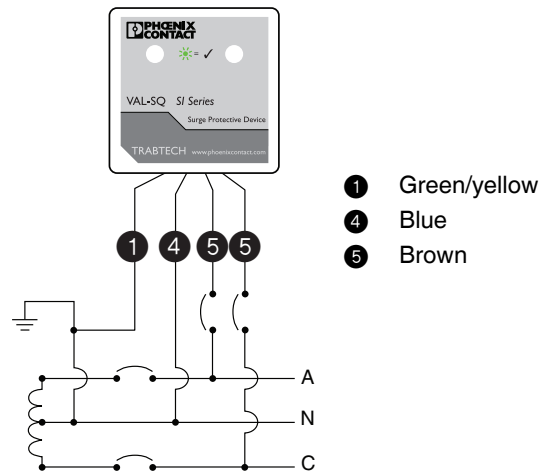 PHŒNIX
CONTACT
= ✓
VAL-SQ SI Series
Surge Protective Device
TRABTECH www.phoenixcontact.com
1 Green/yellow
4 Blue
5 Brown
1 4 5 5
A
N
C